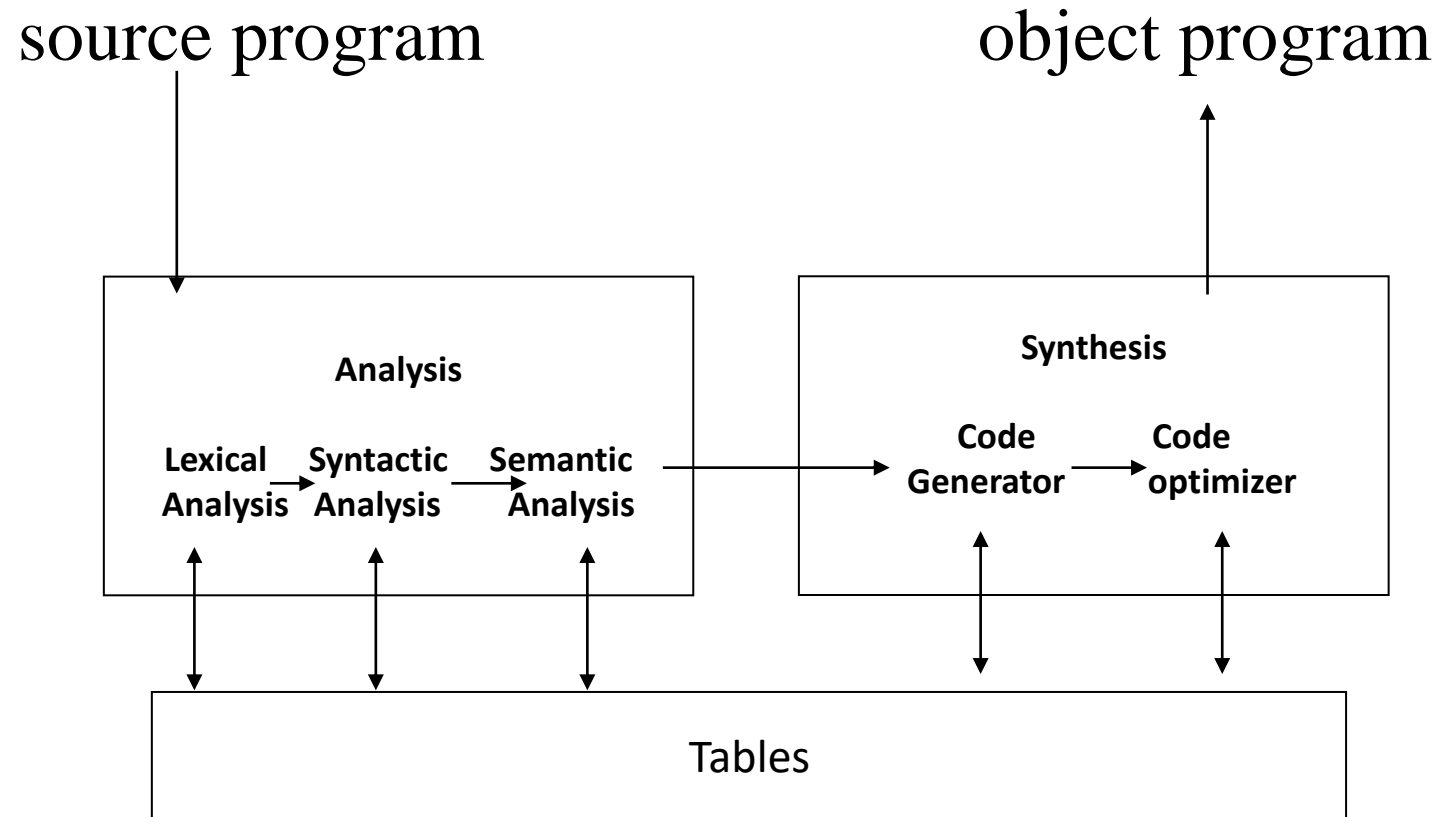 source program
object program
Analysis
Lexical
Analysis
Syntactic
Analysis
Semantic
Analysis
Synthesis
Code
Generator
Code
optimizer
Tables